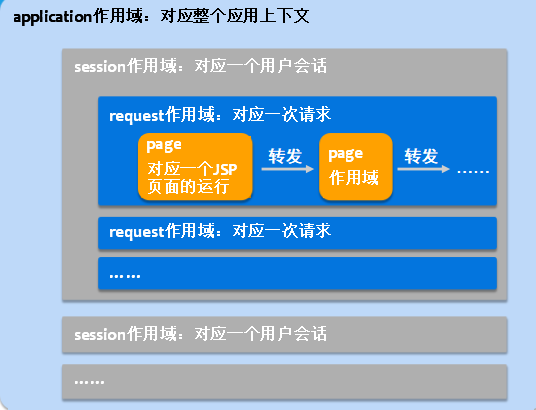 application作用域：对应整个应用上下文
session作用域：对应一个用户会话
request作用域：对应一次请求
page
对应一个JSP
页面的运行
转发
page
作用域
转发
……
request作用域：对应一次请求
……
session作用域：对应一个用户会话
……